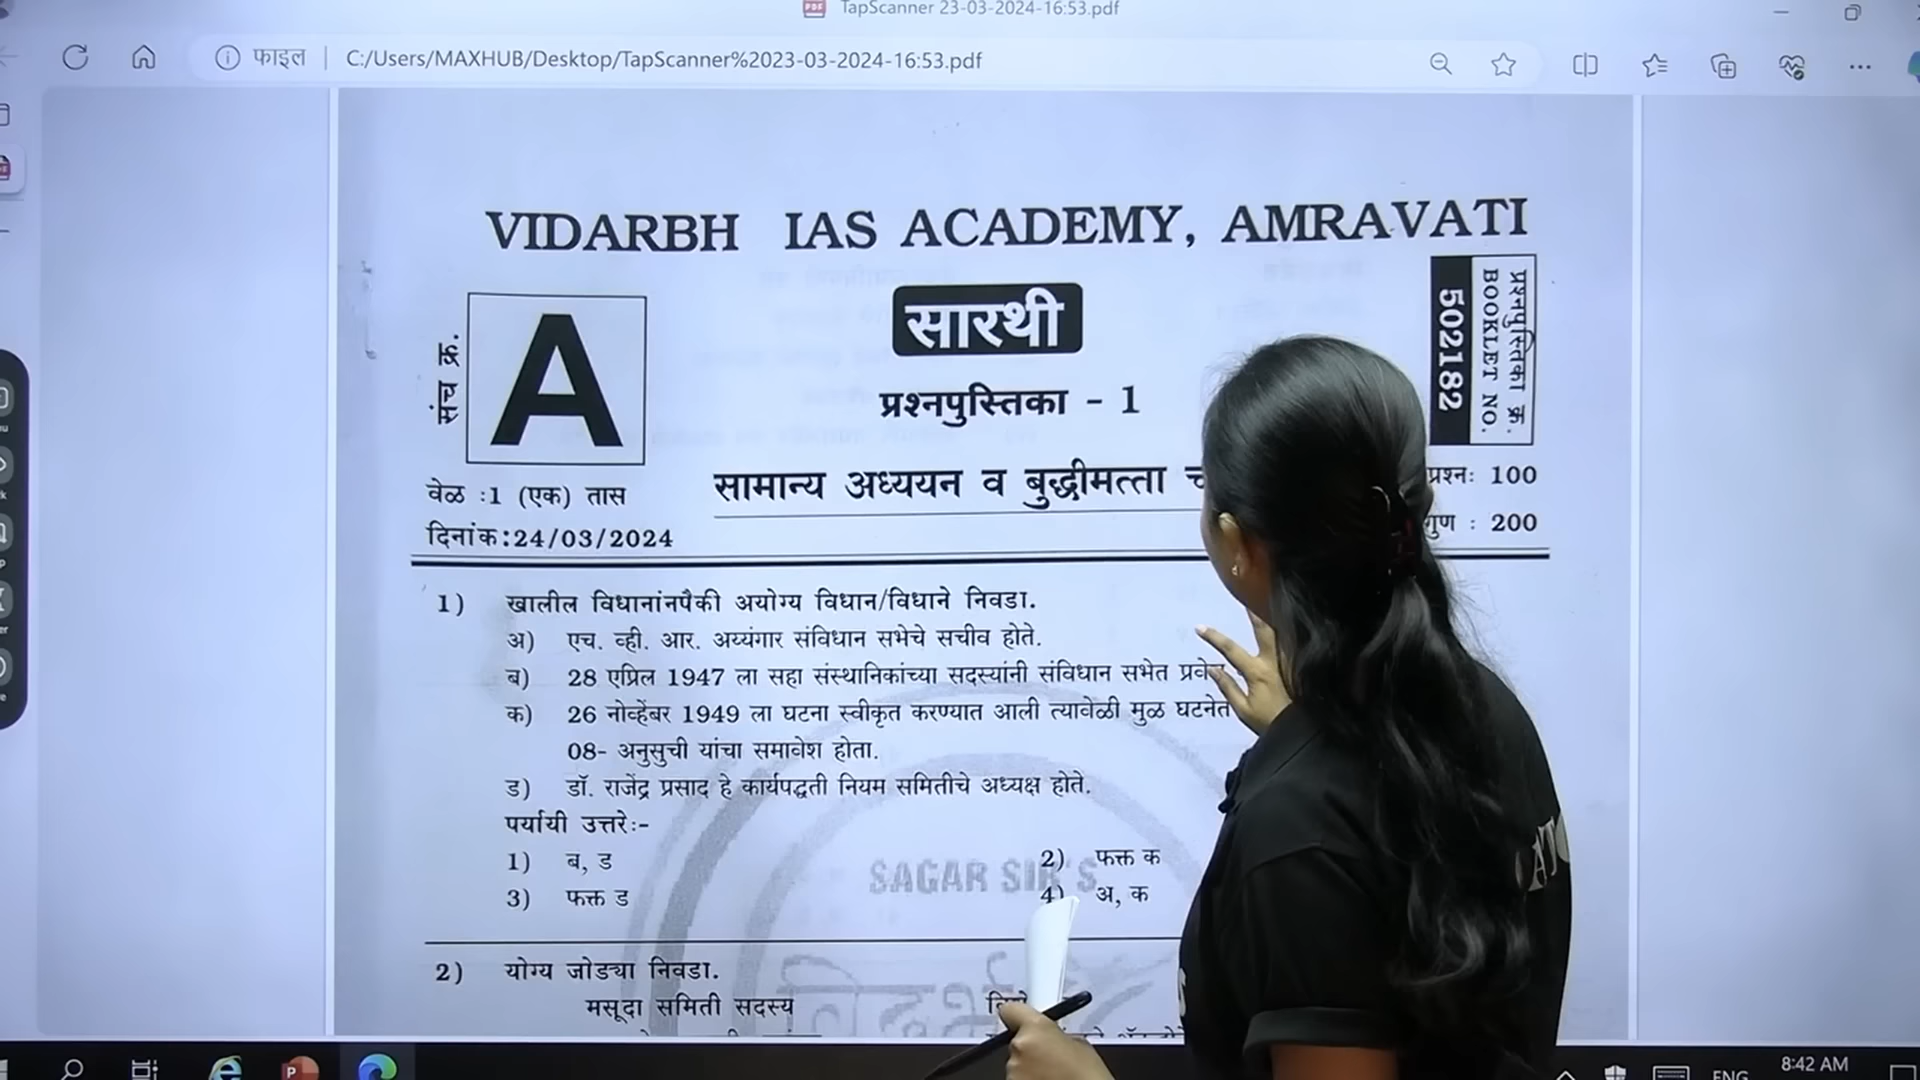 TapScanner 23-03-2024-16:53.pdf
फाइल | C:/Users/MAXHUB/Desktop/TapScanner%2023-03-2024-16:53.pdf
VIDARBH IAS ACADEMY, AMRAVATI
संच क्र.
A
सारथी
प्रश्नपुस्तिका - 1
प्रश्नपुस्तिका क्र.
BOOKLET NO.
502182
वेळ :1 (एक) तास
सामान्य अध्ययन व बुद्धीमत्ता
प्रश्न: 100
दिनांक:24/03/2024
गुण : 200
1) खालील विधानांनपैकी अयोग्य विधान/विधाने निवडा.
अ) एच. व्ही. आर. अय्यंगार संविधान सभेचे सचीव होते.
ब) 28 एप्रिल 1947 ला सहा संस्थानिकांच्या सदस्यांनी संविधान सभेत
क) 26 नोव्हेंबर 1949 ला घटना स्वीकृत करण्यात आली त्यावेळी मुळ घटनेत
08- अनुसुची यांचा समावेश होता.
ड) डॉ. राजेंद्र प्रसाद हे कार्यपद्धती नियम समितीचे अध्यक्ष होते.
पर्यायी उत्तरे:-
1) ब, ड 2) फक्त क
3) फक्त ड 4) अ, क
SAGAR SIR'S
2) योग्य जोड्या निवडा.
मसूदा समिती सदस्य
ENG
8:42 AM